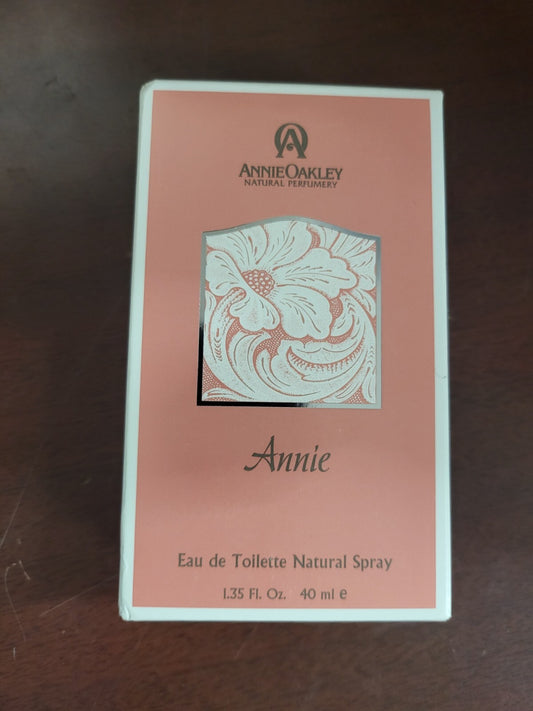 ANNIEOAKLEY
NATURAL PERFUMERY
Annie
Eau de Toilette Natural Spray
1.35 Fl. Oz. 40 ml e